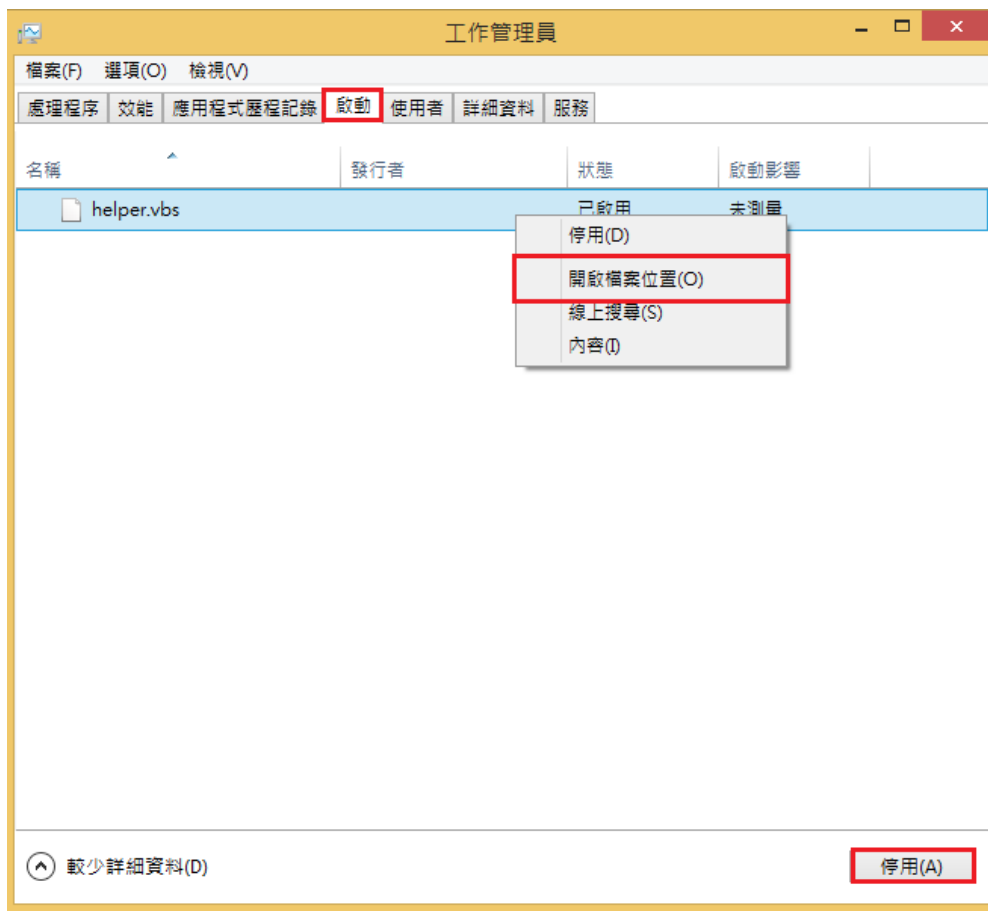 工作管理員
檔案(F) 選項(O) 檢視(V)
處理程序 效能 應用程式歷程記錄 啟動 使用者 詳細資料 服務
名稱 發行者 狀態 啟動影響
helper.vbs 已啟用 未測量
停用(D)
開啟檔案位置(O)
線上搜尋(S)
內容(I)
較少詳細資料(D) 停用(A)